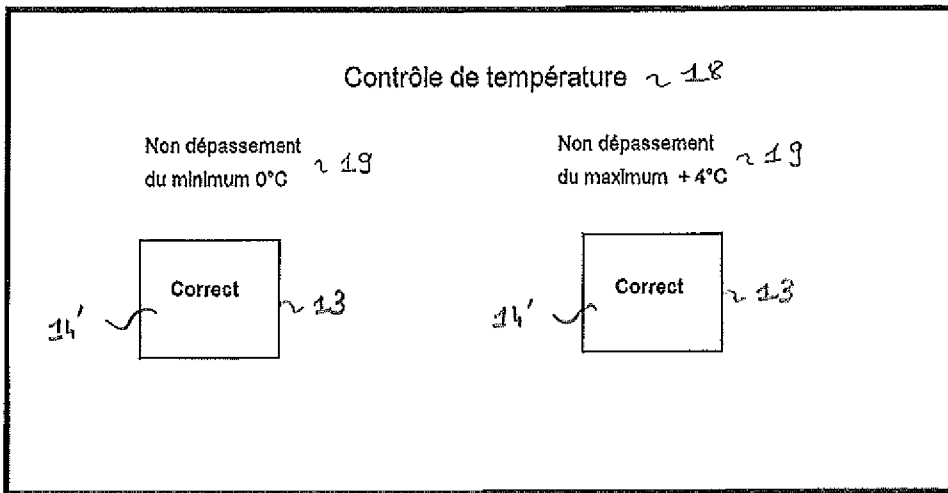 Contrôle de température ~ 18
Non dépassement
du minimum 0°C ~ 19
Non dépassement
du maximum + 4°C ~ 19
Correct
14'
~ 13
Correct
14'
~ 13